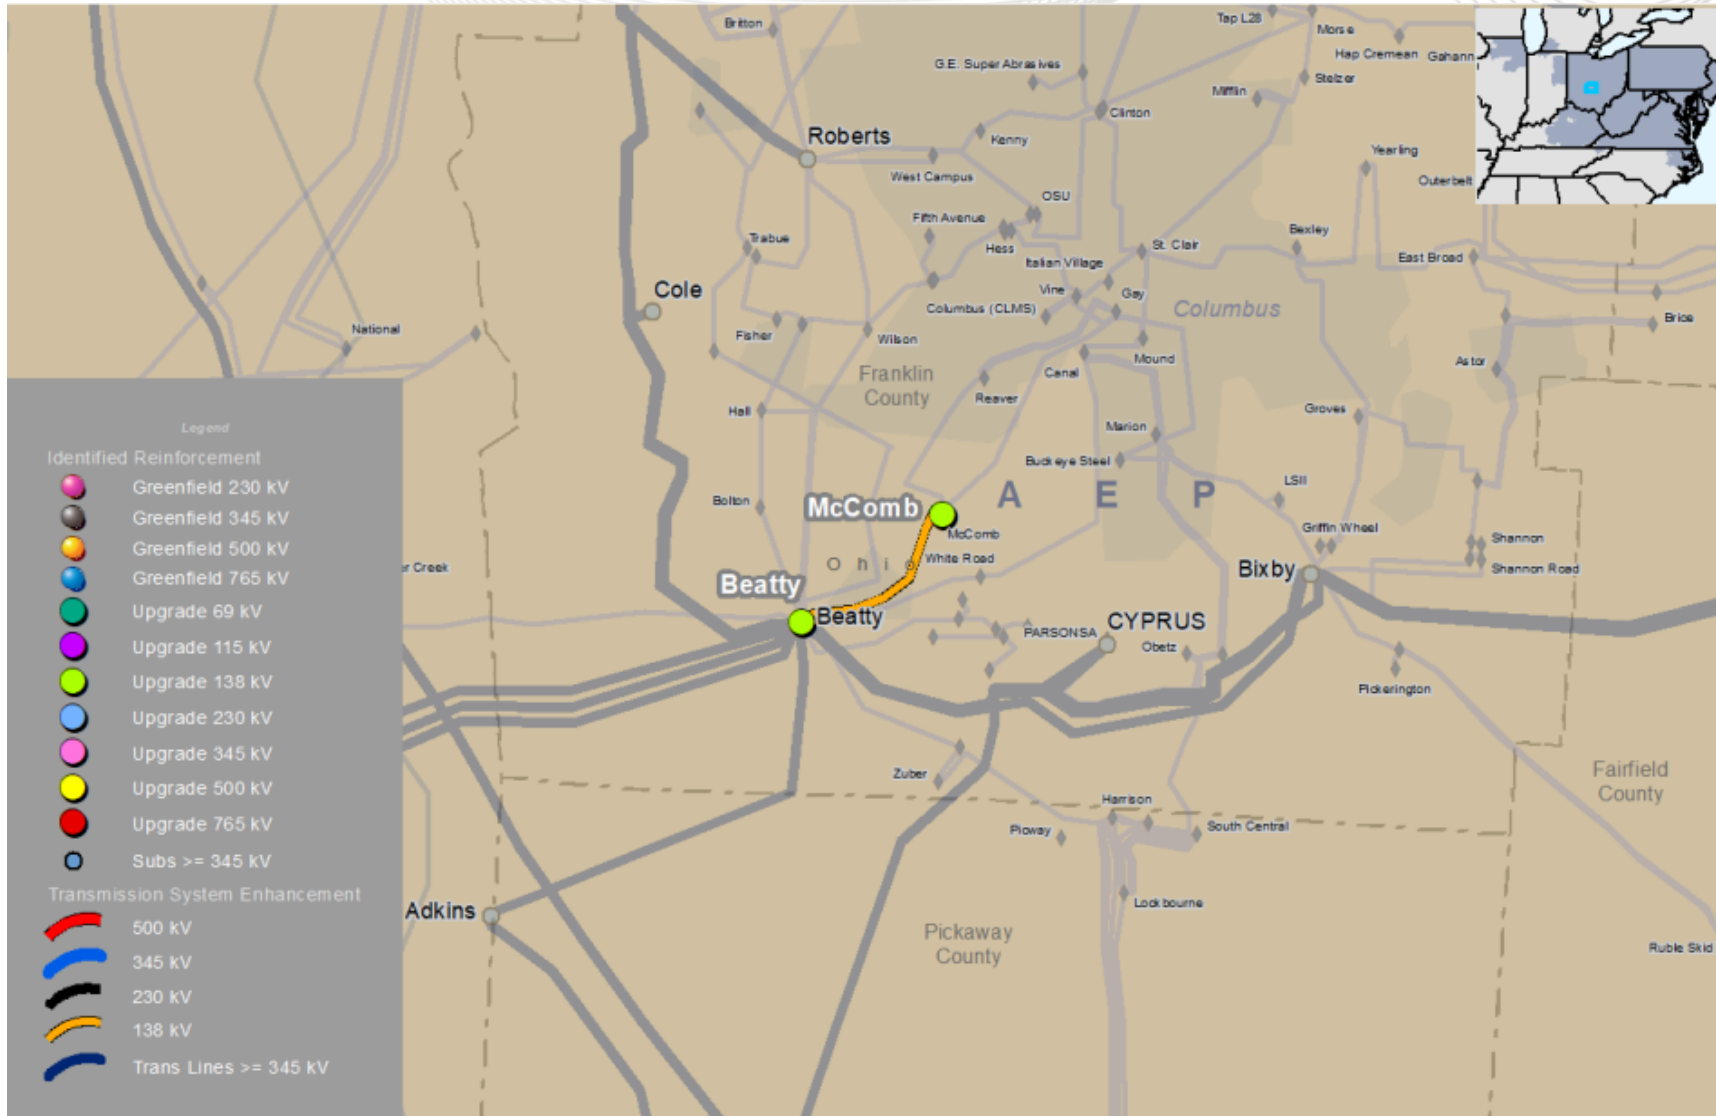 Britton
Tap L28
Morse
Hap Cremean
Gahann
G.E. Super Abrasives
Stelzer
Mifflin
Clinton
Roberts
Kenny
Yearling
West Campus
Outerbelt
OSU
Fifth Avenue
Hess
Trabue
St. Clair
Bexley
East Broad
Italian Village
Cole
Vine
Gay
Columbus (CLMS)
Columbus
Brice
National
Fisher
Wilson
Mound
Astor
Canal
Franklin
County
Reaver
Hall
Groves
Marion
Buckeye Steel
LSII
A E P
Bolton
McComb
McComb
Griffin Wheel
Shannon
Ohi
White Road
Bixby
Shannon Road
er Creek
Beatty
Beatty
PARSONSA
CYPRUS
Obetz
Pickerington
Zuber
Fairfield
County
Harrison
Picway
South Central
Lockbourne
Adkins
Pickaway
County
Ruble Skid
Legend
Identified Reinforcement
Greenfield 230 kV
Greenfield 345 kV
Greenfield 500 kV
Greenfield 765 kV
Upgrade 69 kV
Upgrade 115 kV
Upgrade 138 kV
Upgrade 230 kV
Upgrade 345 kV
Upgrade 500 kV
Upgrade 765 kV
Subs >= 345 kV
Transmission System Enhancement
500 kV
345 kV
230 kV
138 kV
Trans Lines >= 345 kV